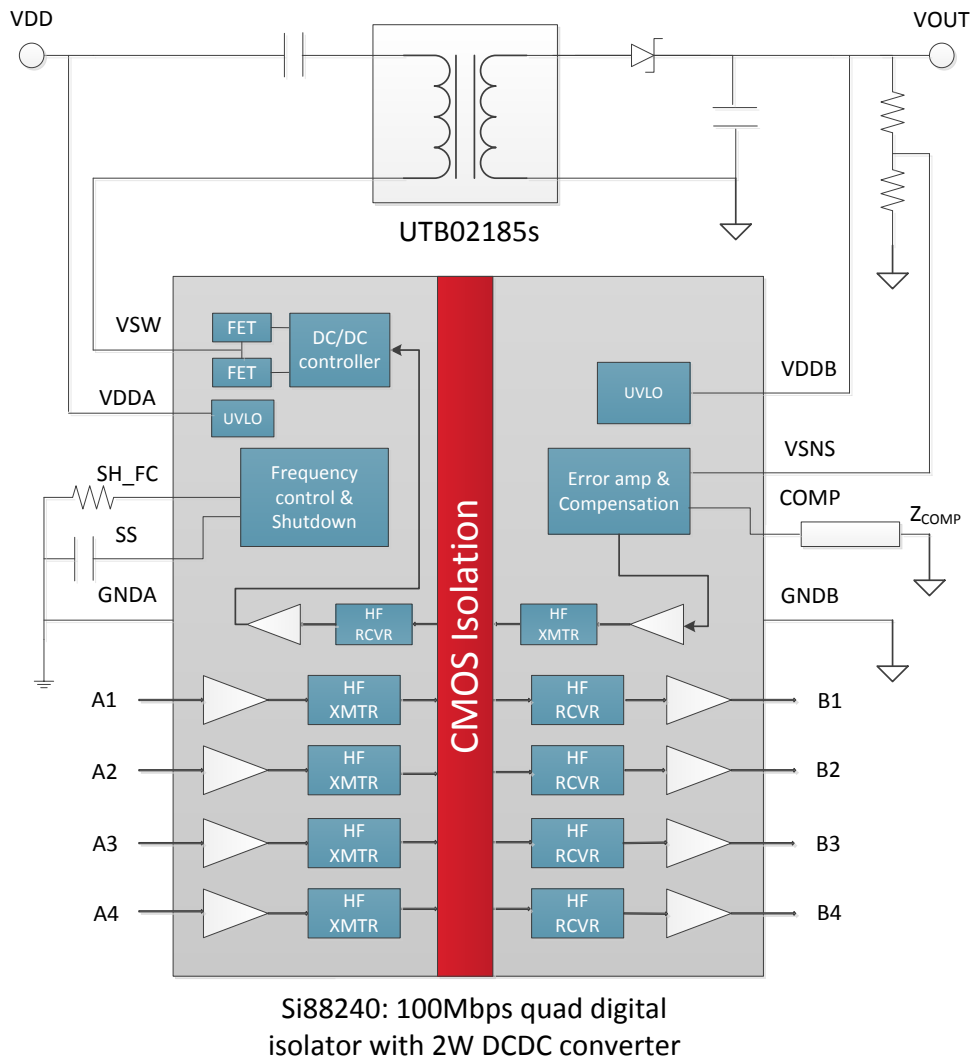 VDD
VOUT
UTB02185s
VSW
FET
FET
DC/DC
controller
VDDA
UVLO
UVLO
VDDB
SH_FC
Frequency
control &
Shutdown
SS
GNDA
Error amp &
Compensation
VSNS
COMP
ZCOMP
GNDB
HF
RCVR
HF
XMTR
CMOS Isolation
A1
HF
XMTR
HF
RCVR
B1
A2
HF
XMTR
HF
RCVR
B2
A3
HF
XMTR
HF
RCVR
B3
A4
HF
XMTR
HF
RCVR
B4
Si88240: 100Mbps quad digital
isolator with 2W DCDC converter